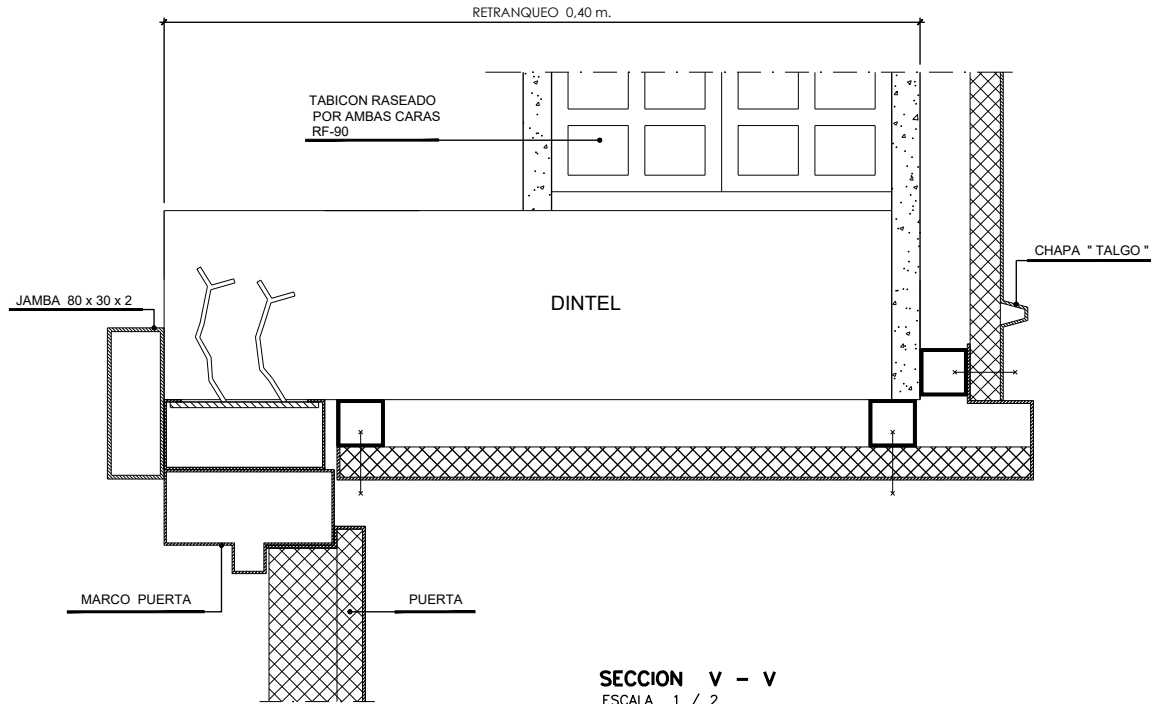 RETRANQUEO 0,40 m.
TABICON RASEADO
POR AMBAS CARAS
RF-90
CHAPA " TALGO "
JAMBA 80 x 30 x 2
DINTEL
MARCO PUERTA
PUERTA
SECCION V - V
ESCALA 1 / 2